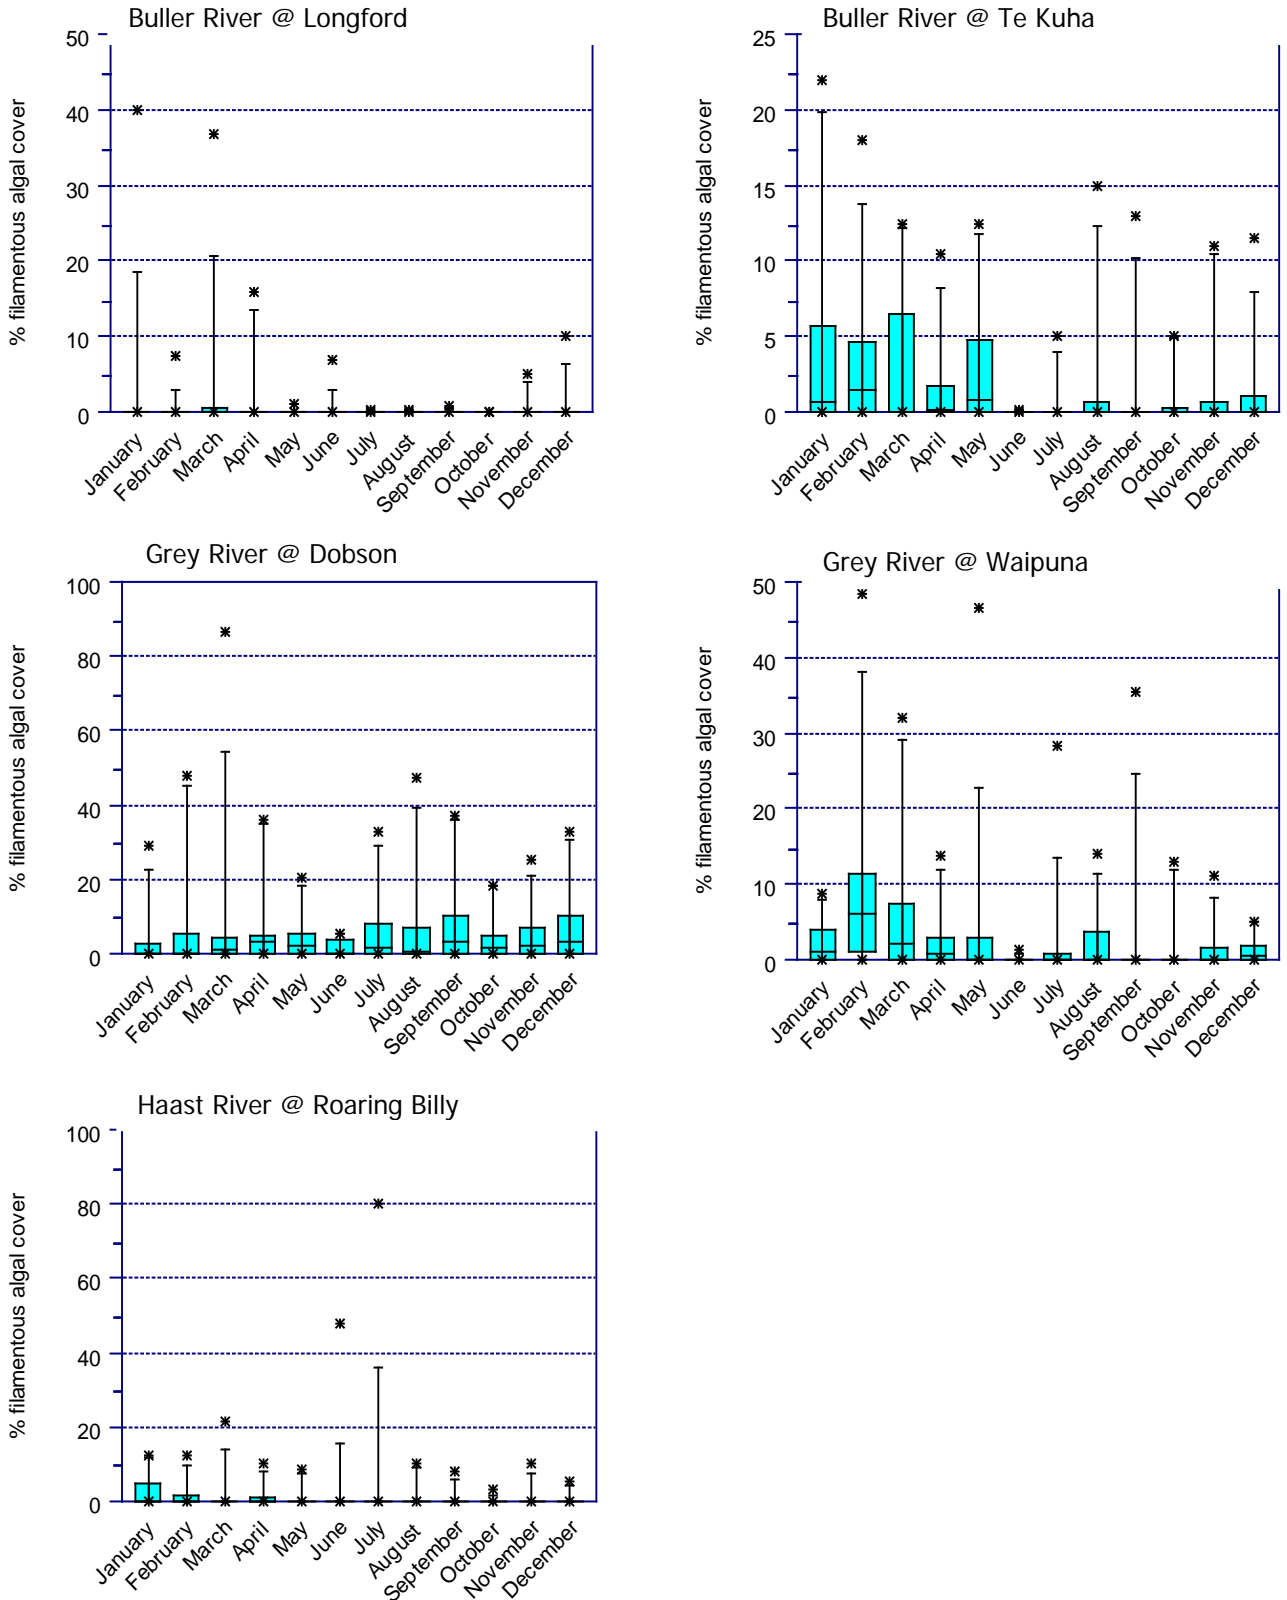 Buller River @ Longford
% filamentous algal cover
50
40
30
20
10
0
January
February
March
April
May
June
July
August
September
October
November
December
Buller River @ Te Kuha
% filamentous algal cover
25
20
15
10
5
0
January
February
March
April
May
June
July
August
September
October
November
December
Grey River @ Dobson
% filamentous algal cover
100
80
60
40
20
0
January
February
March
April
May
June
July
August
September
October
November
December
Grey River @ Waipuna
% filamentous algal cover
50
40
30
20
10
0
January
February
March
April
May
June
July
August
September
October
November
December
Haast River @ Roaring Billy
% filamentous algal cover
100
80
60
40
20
0
January
February
March
April
May
June
July
August
September
October
November
December